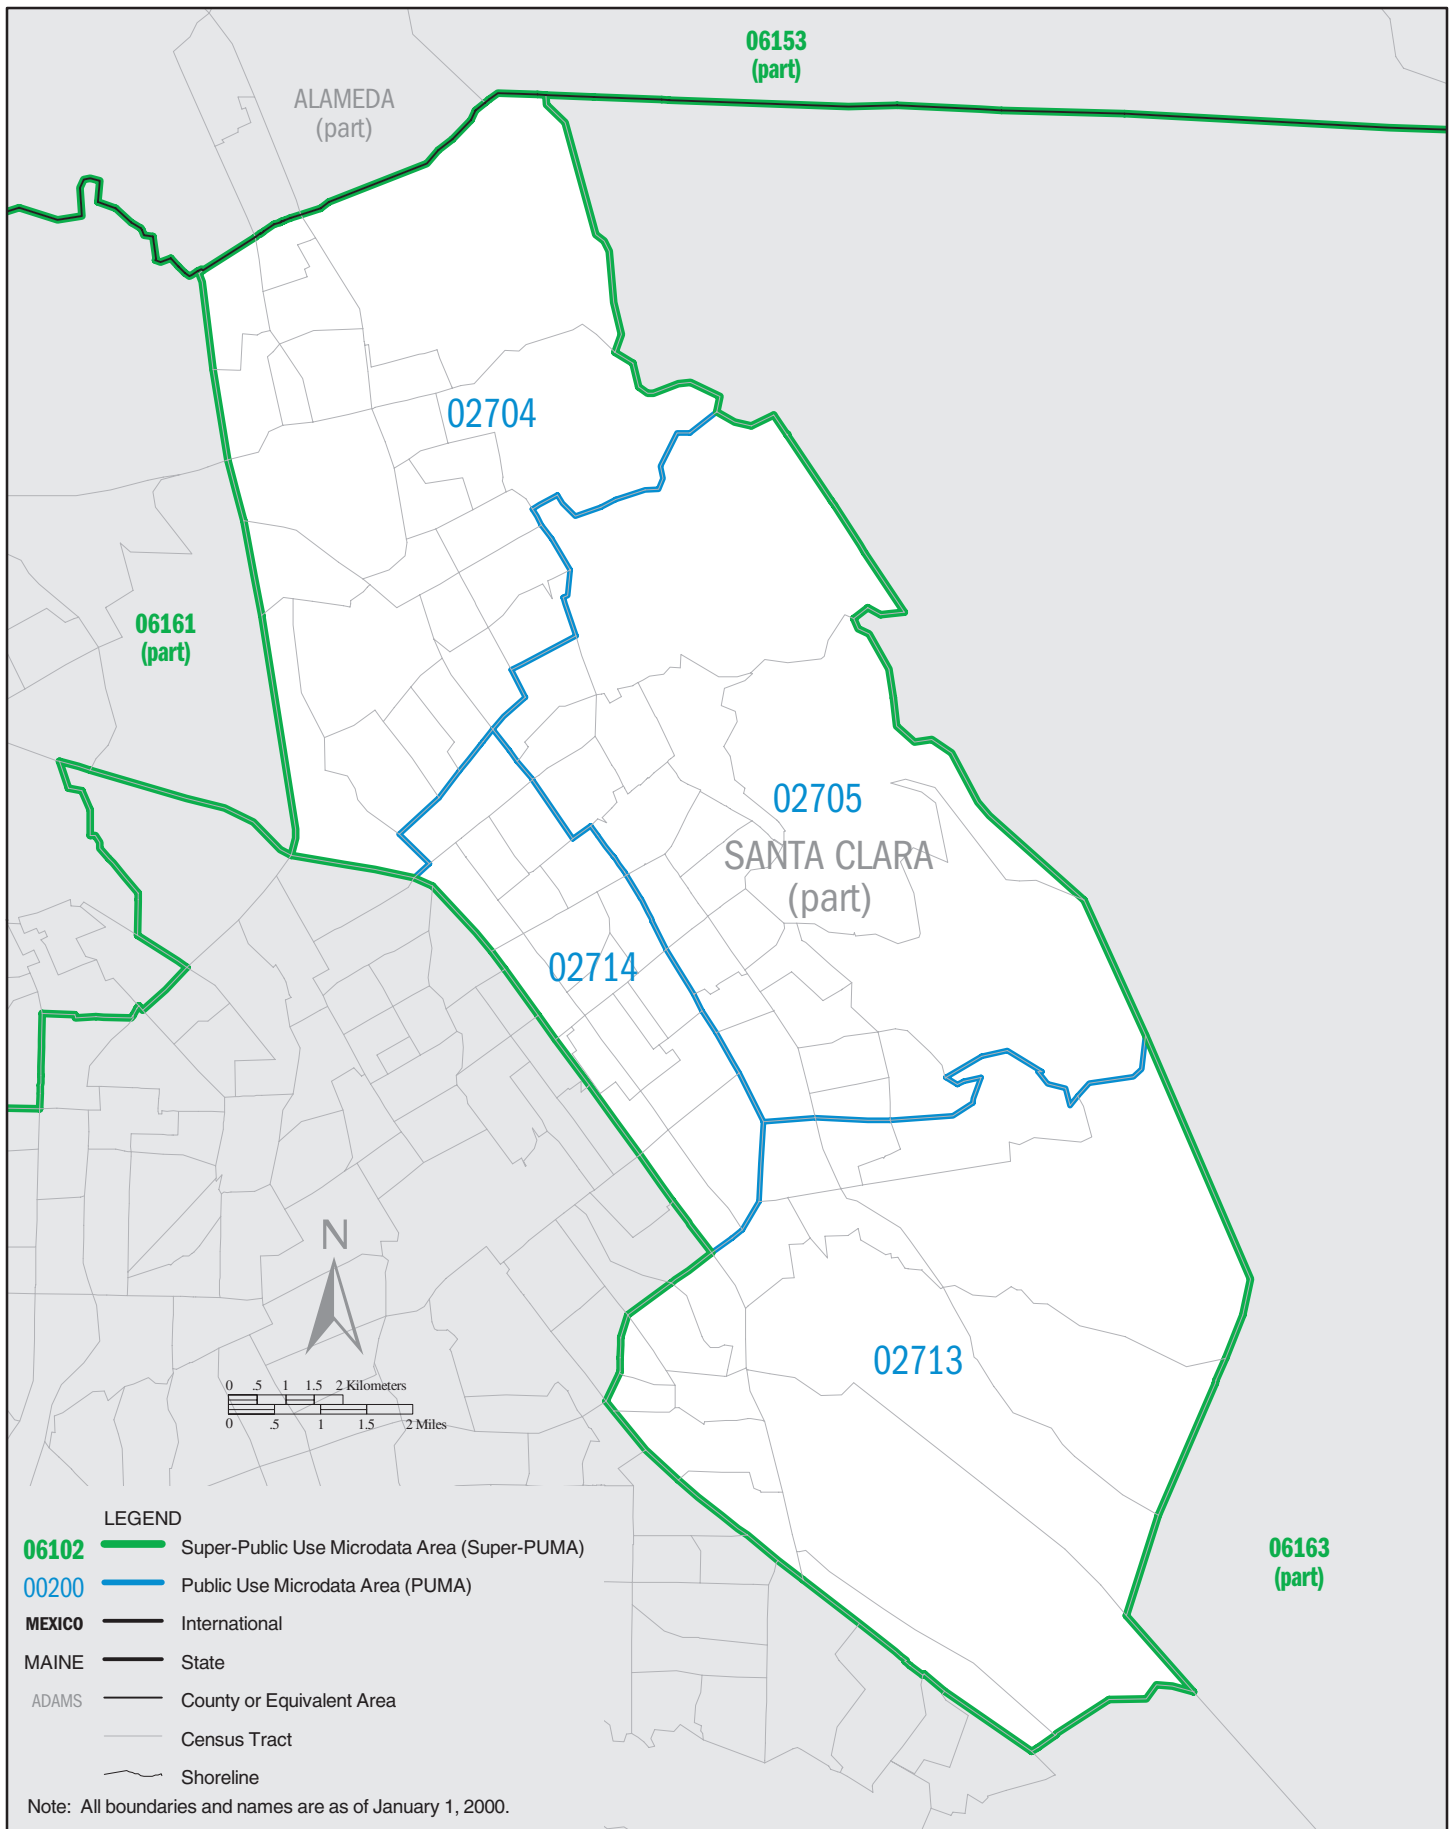 06153
(part)
ALAMEDA
(part)
02704
06161
(part)
02705
SANTA CLARA
(part)
02714
N
02713
0 .5 1 1.5 2 Kilometers
0 .5 1 1.5 2 Miles
06163
(part)
LEGEND
06102 Super-Public Use Microdata Area (Super-PUMA)
00200 Public Use Microdata Area (PUMA)
MEXICO International
MAINE State
ADAMS County or Equivalent Area
Census Tract
Shoreline
Note: All boundaries and names are as of January 1, 2000.